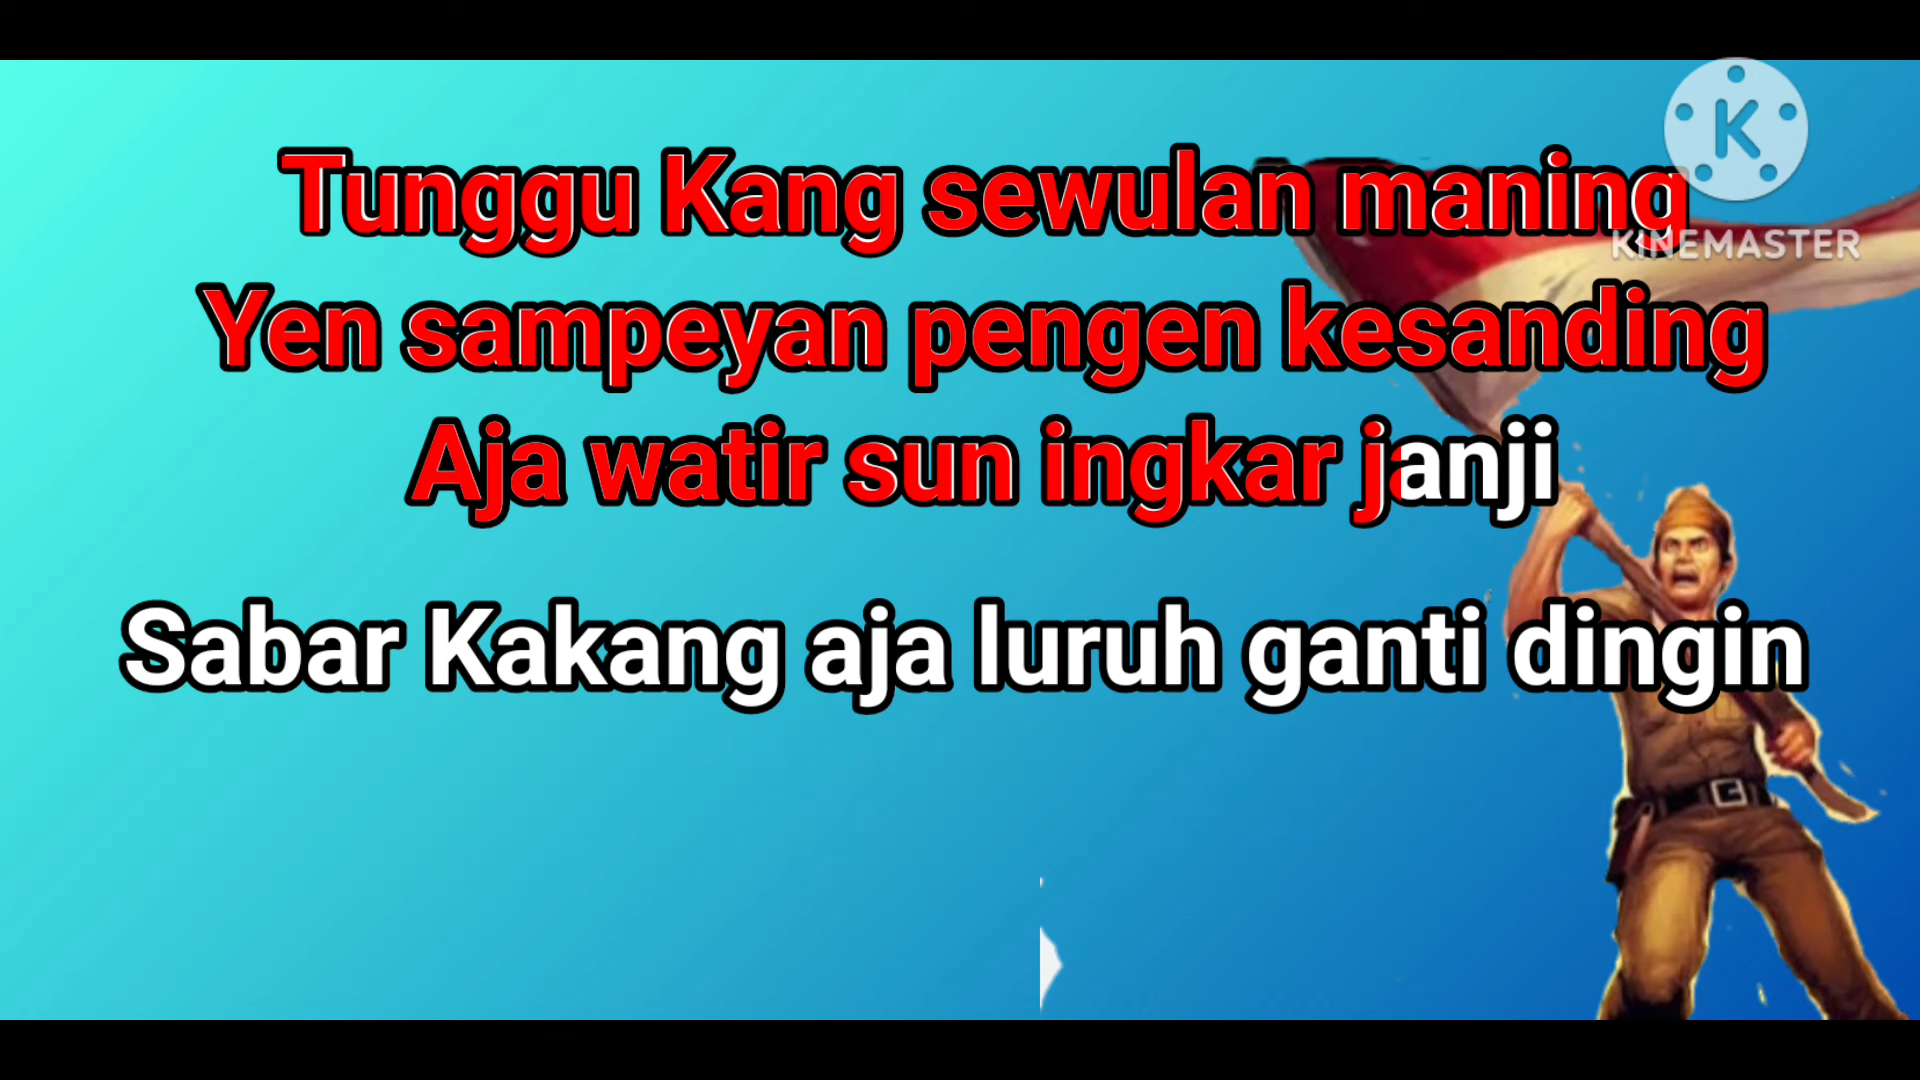 K
KINEMASTER
Tunggu Kang sewulan maning
Yen sampeyan pengen kesanding
Aja watir sun ingkar janji
Sabar Kakang aja luruh ganti dingin